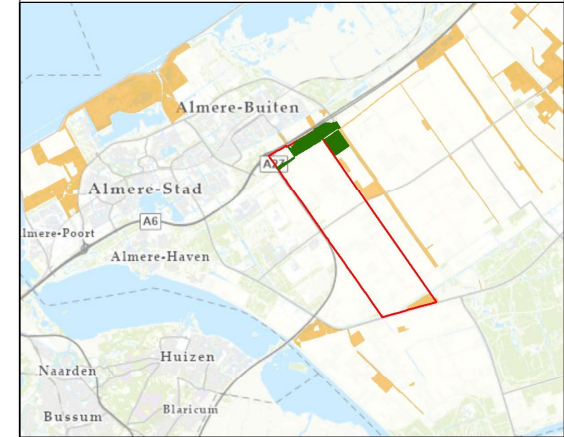 Almere-Buiten
A27
Almere-Stad
A6
lmere-Poort
Almere-Haven
Huizen
Naarden
Blaricum
Bussum